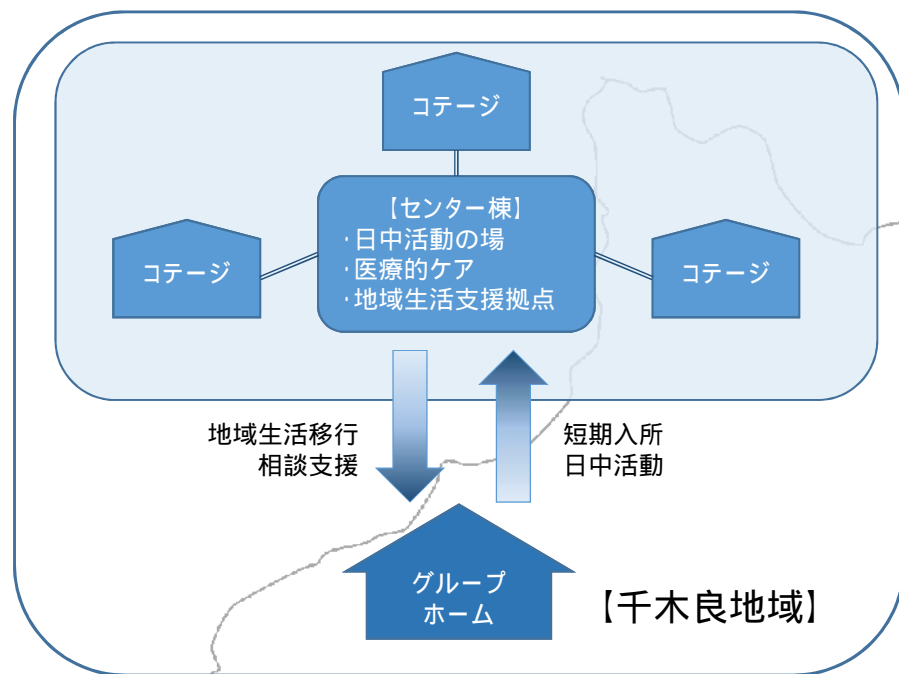 コテージ
【センター棟】
・日中活動の場
・医療的ケア
・地域生活支援拠点
コテージ
コテージ
地域生活移行
相談支援
短期入所
日中活動
グループ
ホーム
【千木良地域】